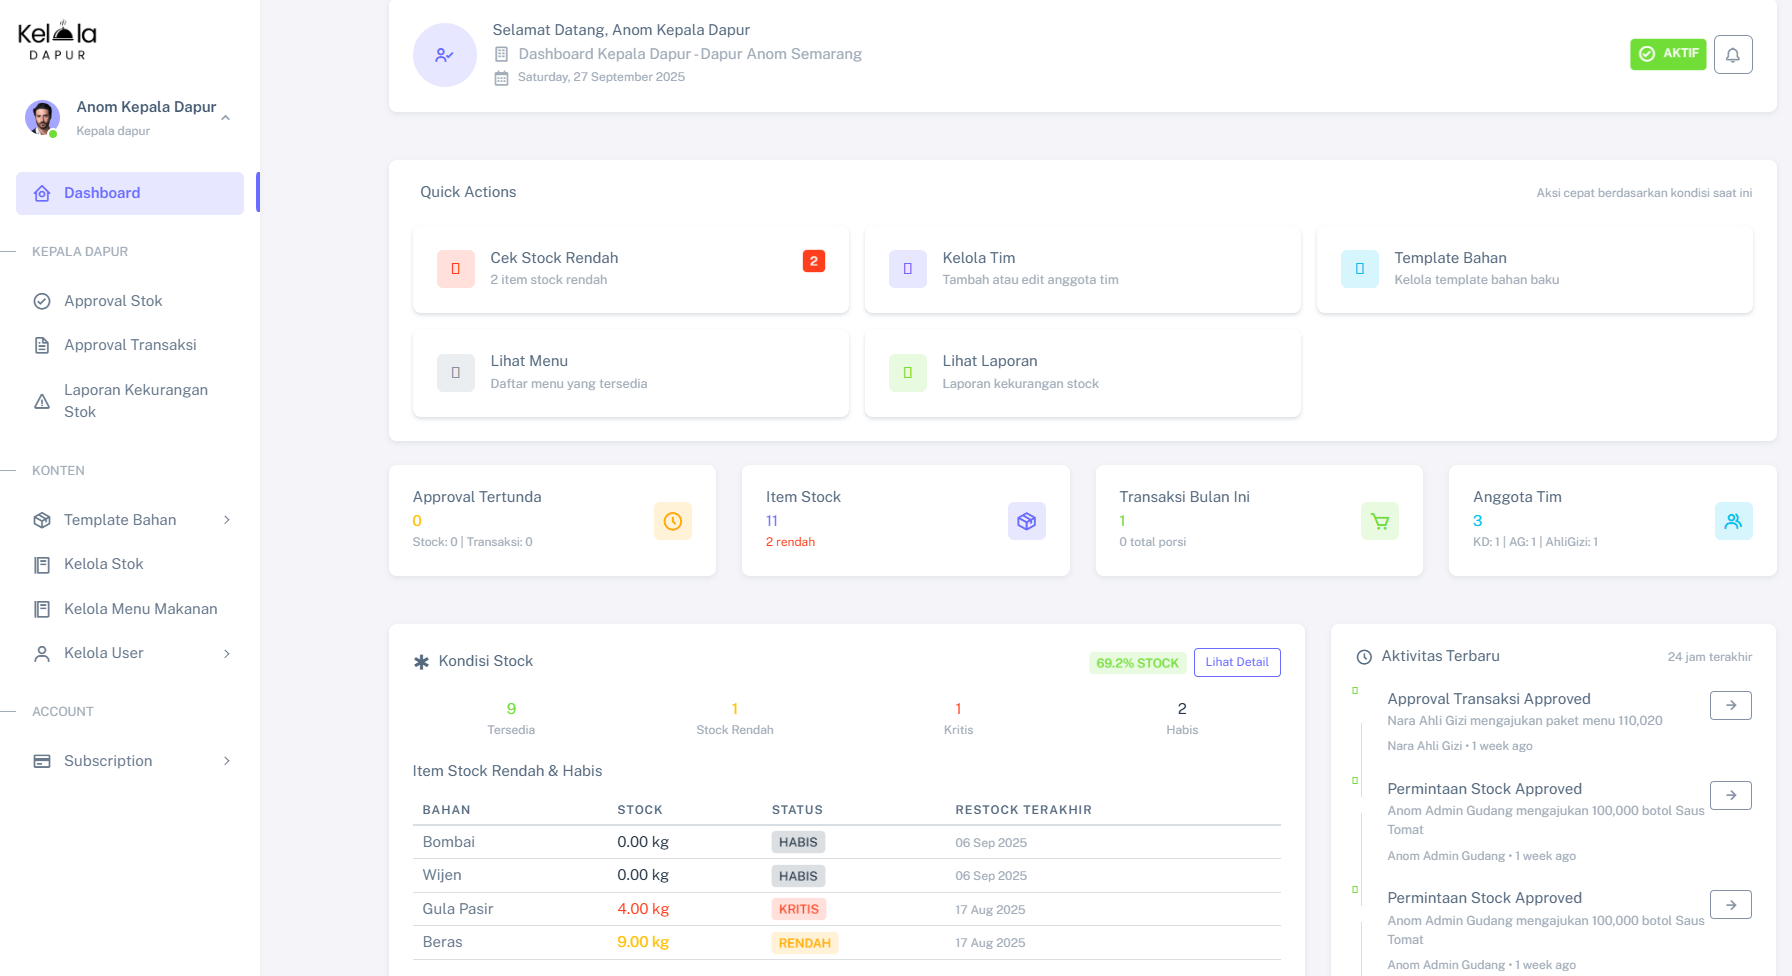 Kelola
DAPUR
Anom Kepala Dapur
Kepala dapur
Dashboard
KEPALA DAPUR
Approval Stok
Approval Transaksi
Laporan Kekurangan
Stok
KONTEN
Template Bahan
Kelola Stok
Kelola Menu Makanan
Kelola User
ACCOUNT
Subscription
Selamat Datang, Anom Kepala Dapur
Dashboard Kepala Dapur - Dapur Anom Semarang
Saturday, 27 September 2025
AKTIF
Quick Actions
Aksi cepat berdasarkan kondisi saat ini
Cek Stock Rendah
2 item stock rendah
2
Kelola Tim
Tambah atau edit anggota tim
Template Bahan
Kelola template bahan baku
Lihat Menu
Daftar menu yang tersedia
Lihat Laporan
Laporan kekurangan stock
Approval Tertunda
0
Stock: 0 | Transaksi: 0
Item Stock
11
2 rendah
Transaksi Bulan Ini
1
0 total porsi
Anggota Tim
3
KD: 1 | AG: 1 | AhliGizi: 1
Kondisi Stock
69.2% STOCK
Lihat Detail
9
Tersedia
1
Stock Rendah
1
Kritis
2
Habis
Item Stock Rendah & Habis
BAHAN STOCK STATUS RESTOCK TERAKHIR
Bombai 0.00 kg HABIS 06 Sep 2025
Wijen 0.00 kg HABIS 06 Sep 2025
Gula Pasir 4.00 kg KRITIS 17 Aug 2025
Beras 9.00 kg RENDAH 17 Aug 2025
Aktivitas Terbaru
24 jam terakhir
Approval Transaksi Approved
Nara Ahli Gizi mengajukan paket menu 110,020
Nara Ahli Gizi • 1 week ago
Permintaan Stock Approved
Anom Admin Gudang mengajukan 100,000 botol Saus
Tomat
Anom Admin Gudang • 1 week ago
Permintaan Stock Approved
Anom Admin Gudang mengajukan 100,000 botol Saus
Tomat
Anom Admin Gudang • 1 week ago